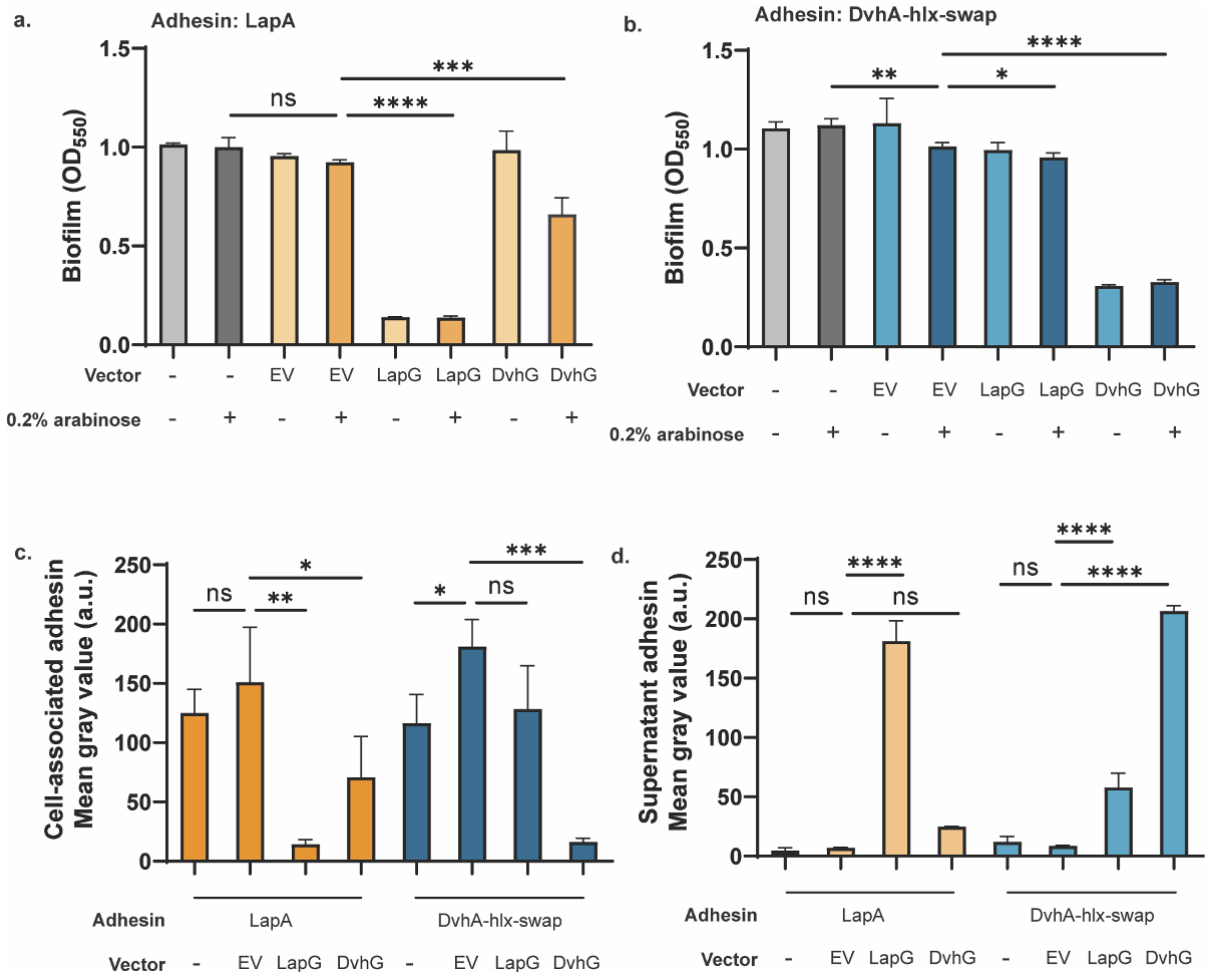 a.
Adhesin: LapA
Biofilm (OD550)
1.5
1.0
0.5
0.0
ns
****
***
Vector - - EV EV LapG LapG DvhG DvhG
0.2% arabinose - + - + - + - +
b.
Adhesin: DvhA-hlx-swap
Biofilm (OD550)
1.5
1.0
0.5
0.0
**
*
****
Vector - - EV EV LapG LapG DvhG DvhG
0.2% arabinose - + - + - + - +
c.
Cell-associated adhesin
Mean gray value (a.u.)
250
200
150
100
50
0
ns
**
*
*
ns
***
Adhesin LapA DvhA-hlx-swap
Vector - EV LapG DvhG - EV LapG DvhG
d.
Supernatant adhesin
Mean gray value (a.u.)
250
200
150
100
50
0
ns
****
ns
ns
****
****
Adhesin LapA DvhA-hlx-swap
Vector - EV LapG DvhG - EV LapG DvhG